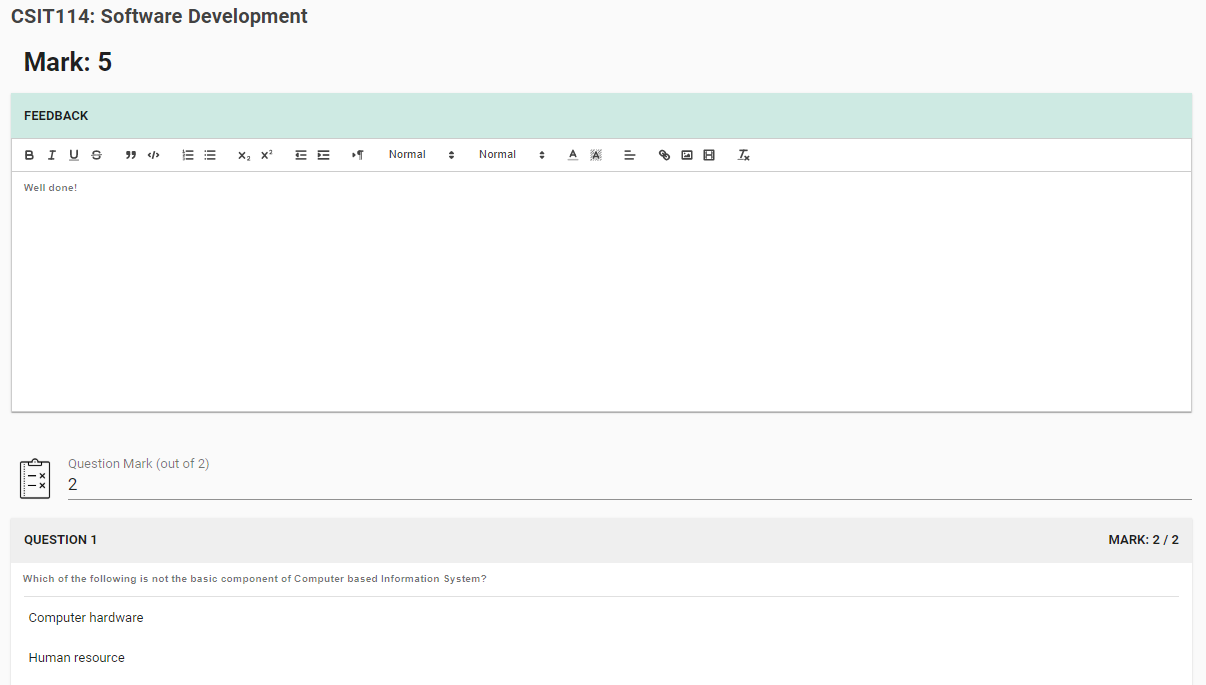 CSIT114: Software Development
Mark: 5
FEEDBACK
Normal Normal
Well done!
Question Mark (out of 2)
2
QUESTION 1 MARK: 2 / 2
Which of the following is not the basic component of Computer based Information System?
Computer hardware
Human resource